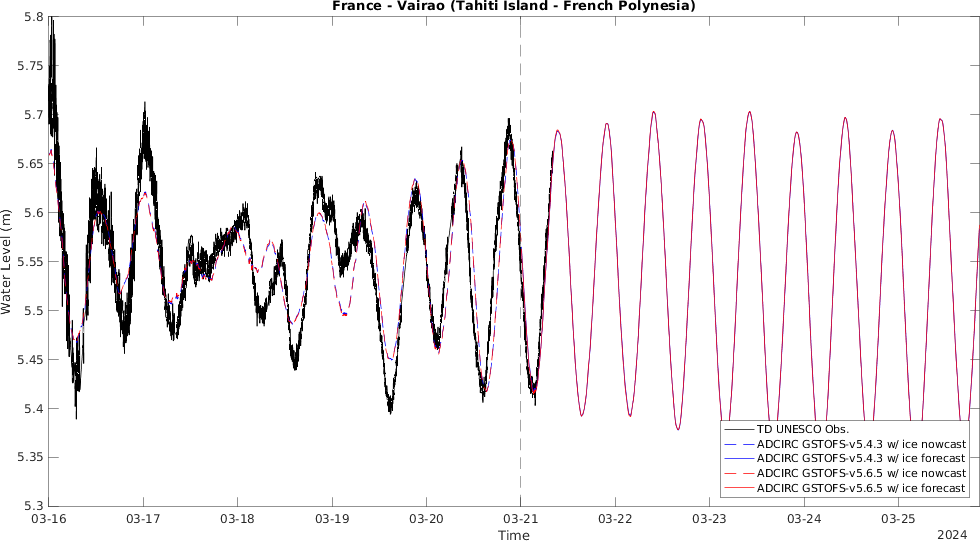 France - Vairao (Tahiti Island - French Polynesia)
5.8
5.75
5.7
5.65
5.6
5.55
5.5
5.45
5.4
5.35
5.3
Water Level (m)
TD UNESCO Obs.
ADCIRC GSTOFS-v5.4.3 w/ ice nowcast
ADCIRC GSTOFS-v5.4.3 w/ ice forecast
ADCIRC GSTOFS-v5.6.5 w/ ice nowcast
ADCIRC GSTOFS-v5.6.5 w/ ice forecast
03-16 03-17 03-18 03-19 03-20 03-21 03-22 03-23 03-24 03-25
Time
2024